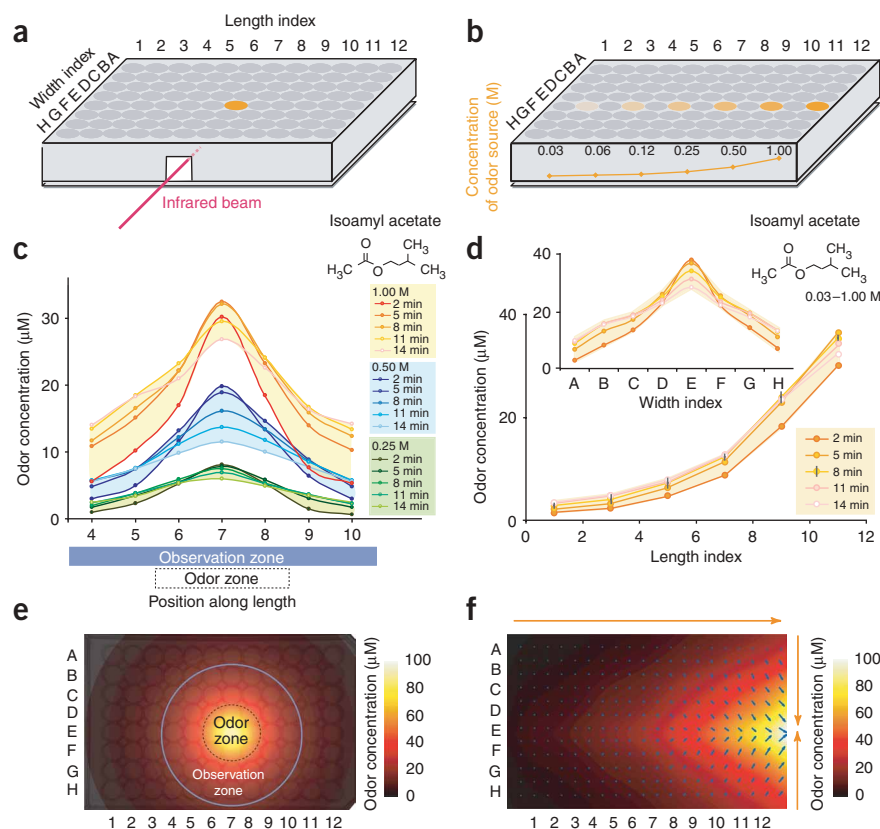 a
Length index
1 2 3 4 5 6 7 8 9 10 11 12
Width index
HGFEDCBA
Infrared beam
b
1 2 3 4 5 6 7 8 9 10 11 12
HGFEDCBA
Concentration
of odor source (M)
0.03 0.06 0.12 0.25 0.50 1.00
c
Isoamyl acetate
O
H₃C O CH₃
CH₃
Odor concentration (µM)
30
20
10
0
4 5 6 7 8 9 10
1.00 M
2 min
5 min
8 min
11 min
14 min
0.50 M
2 min
5 min
8 min
11 min
14 min
0.25 M
2 min
5 min
8 min
11 min
14 min
Observation zone
Odor zone
Position along length
d
Isoamyl acetate
O
H₃C O CH₃
CH₃
0.03–1.00 M
40
20
0
A B C D E F G H
Width index
Odor concentration (µM)
40
20
0
0 2 4 6 8 10 12
Length index
2 min
5 min
8 min
11 min
14 min
e
A
B
C
D
E
F
G
H
1 2 3 4 5 6 7 8 9 10 11 12
Odor
zone
Observation
zone
Odor concentration (µM)
100
80
60
40
20
0
f
A
B
C
D
E
F
G
H
1 2 3 4 5 6 7 8 9 10 11 12
Odor concentration (µM)
100
80
60
40
20
0